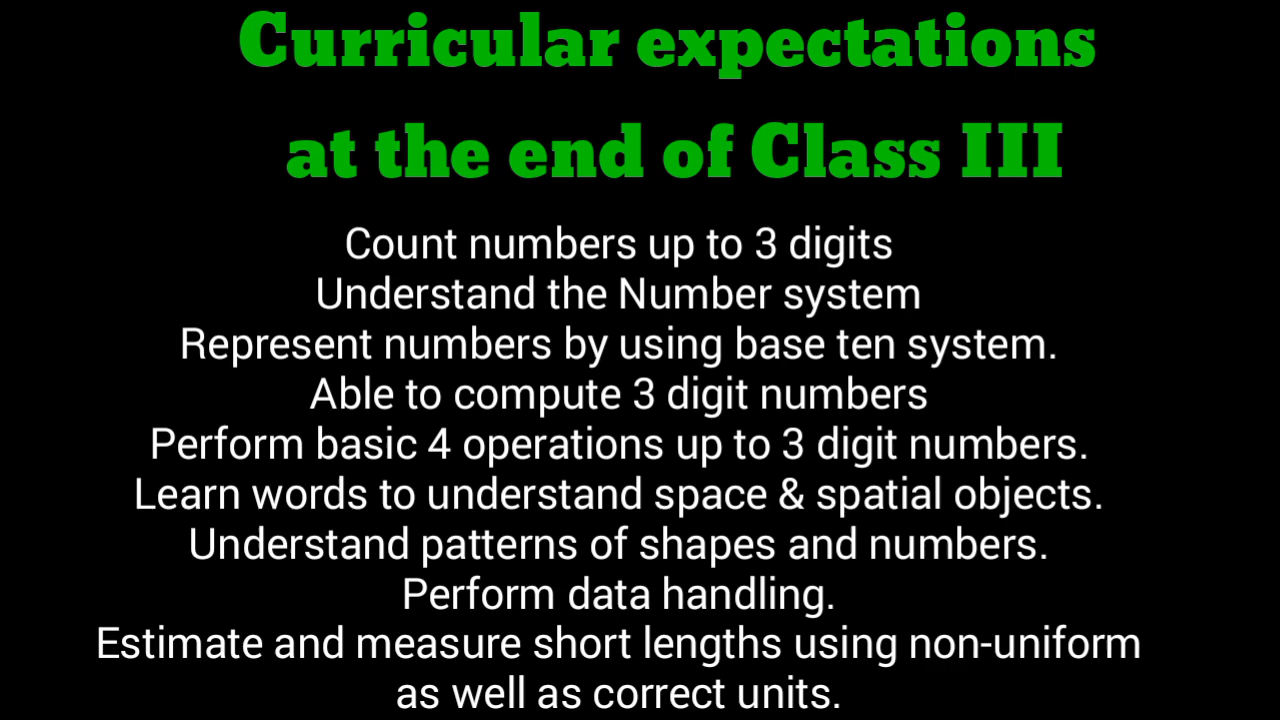 Curricular expectations
at the end of Class III
Count numbers up to 3 digits
Understand the Number system
Represent numbers by using base ten system.
Able to compute 3 digit numbers
Perform basic 4 operations up to 3 digit numbers.
Learn words to understand space & spatial objects.
Understand patterns of shapes and numbers.
Perform data handling.
Estimate and measure short lengths using non-uniform
as well as correct units.